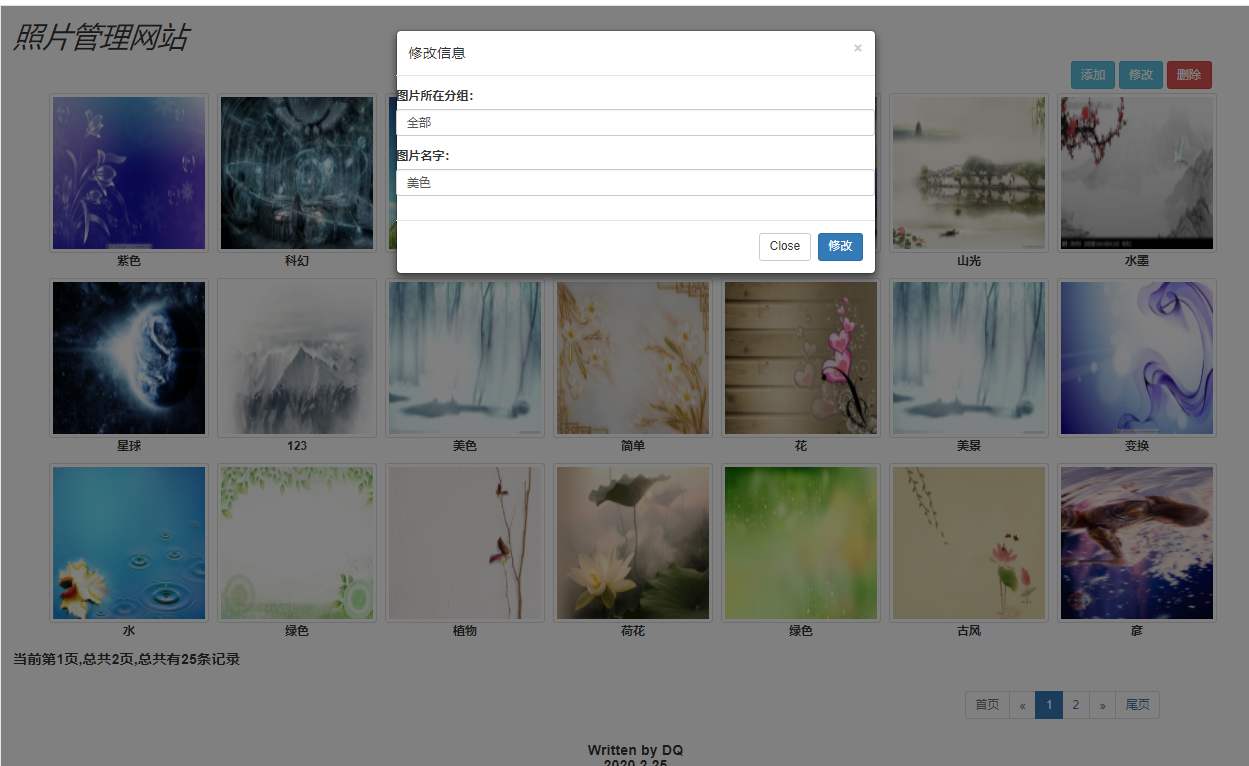 照片管理网站
添加 修改 删除
修改信息 ×
图片所在分组:
全部
图片名字:
美色
Close 修改
紫色 科幻 山光 水墨
星球 123 美色 简单 花 美景 变换
水 绿色 植物 荷花 绿色 古风 彦
当前第1页,总共2页,总共有25条记录
首页 « 1 2 » 尾页
Written by DQ
2020.2.25